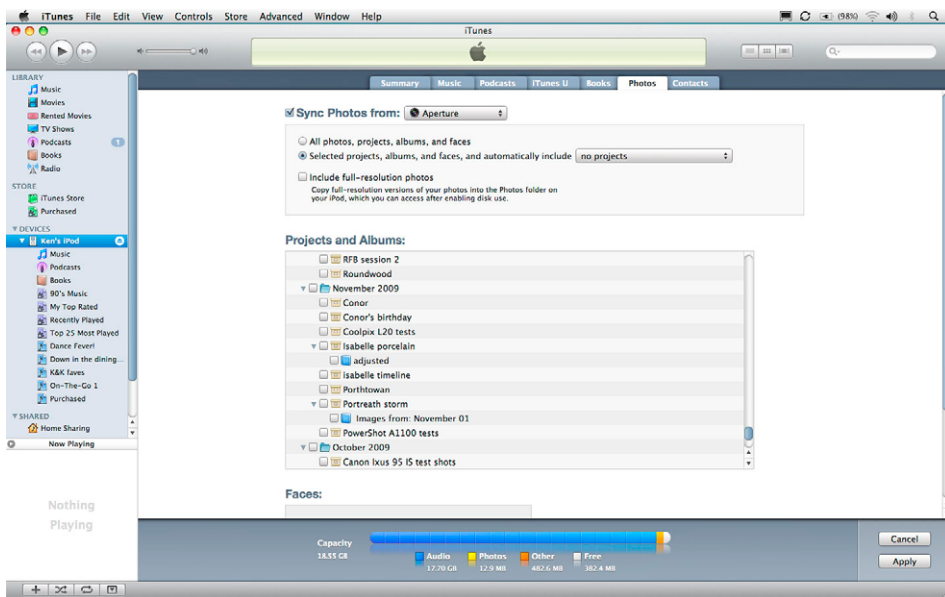 iTunes File Edit View Controls Store Advanced Window Help (98%)
iTunes
LIBRARY
Music
Movies
Rented Movies
TV Shows
Podcasts 1
Books
Radio
STORE
iTunes Store
Purchased
DEVICES
Ken's iPod
Music
Podcasts
Books
90's Music
My Top Rated
Recently Played
Top 25 Most Played
Dance Fever!
Down in the dining...
K&K faves
On-The-Go 1
Purchased
SHARED
Home Sharing
Now Playing
Nothing
Playing
Summary Music Podcasts iTunes U Books Photos Contacts
Sync Photos from: Aperture
All photos, projects, albums, and faces
Selected projects, albums, and faces, and automatically include no projects
Include full-resolution photos
Copy full-resolution versions of your photos into the Photos folder on
your iPod, which you can access after enabling disk use.
Projects and Albums:
RFB session 2
Roundwood
November 2009
Conor
Conor's birthday
Coolpix L20 tests
Isabelle porcelain
adjusted
Isabelle timeline
Porthtowan
Portreath storm
Images from: November 01
PowerShot A1100 tests
October 2009
Canon Ixus 95 IS test shots
Faces:
Capacity
18.55 GB
Audio
17.70 GB
Photos
12.9 MB
Other
482.6 MB
Free
382.4 MB
Cancel
Apply